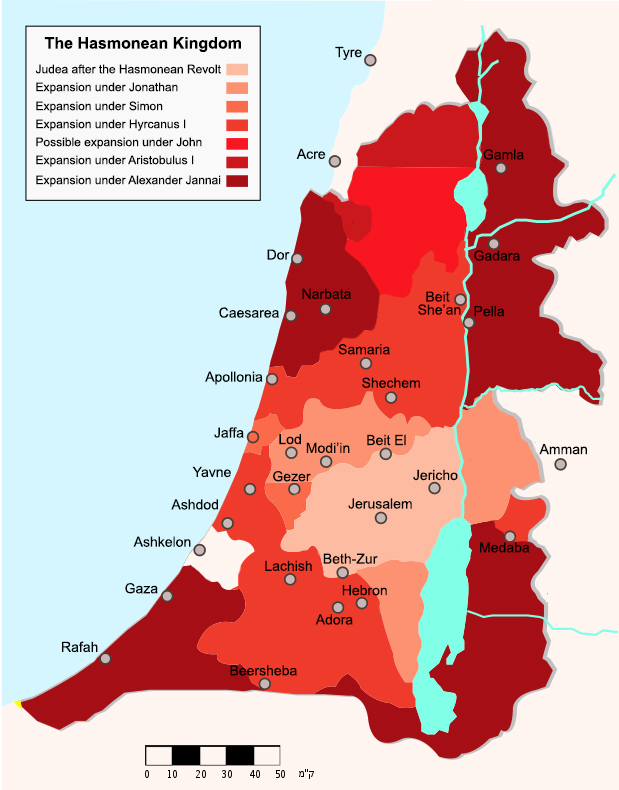 The Hasmonean Kingdom
Judea after the Hasmonean Revolt
Expansion under Jonathan
Expansion under Simon
Expansion under Hyrcanus I
Possible expansion under John
Expansion under Aristobulus I
Expansion under Alexander Jannai
Tyre
Acre
Gamla
Dor
Gadara
Narbata
Caesarea
Beit
She'an
Pella
Samaria
Apollonia
Shechem
Jaffa
Lod
Modi'in
Beit El
Amman
Yavne
Gezer
Jericho
Ashdod
Jerusalem
Ashkelon
Medaba
Lachish
Beth-Zur
Gaza
Hebron
Adora
Rafah
Beersheba
0 10 20 30 40 50 ק"מ